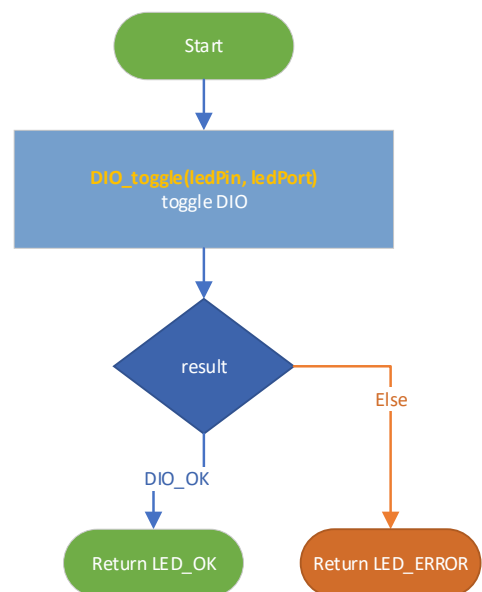 Start
DIO_toggle(ledPin, ledPort)
toggle DIO
result
Else
DIO_OK
Return LED_OK
Return LED_ERROR